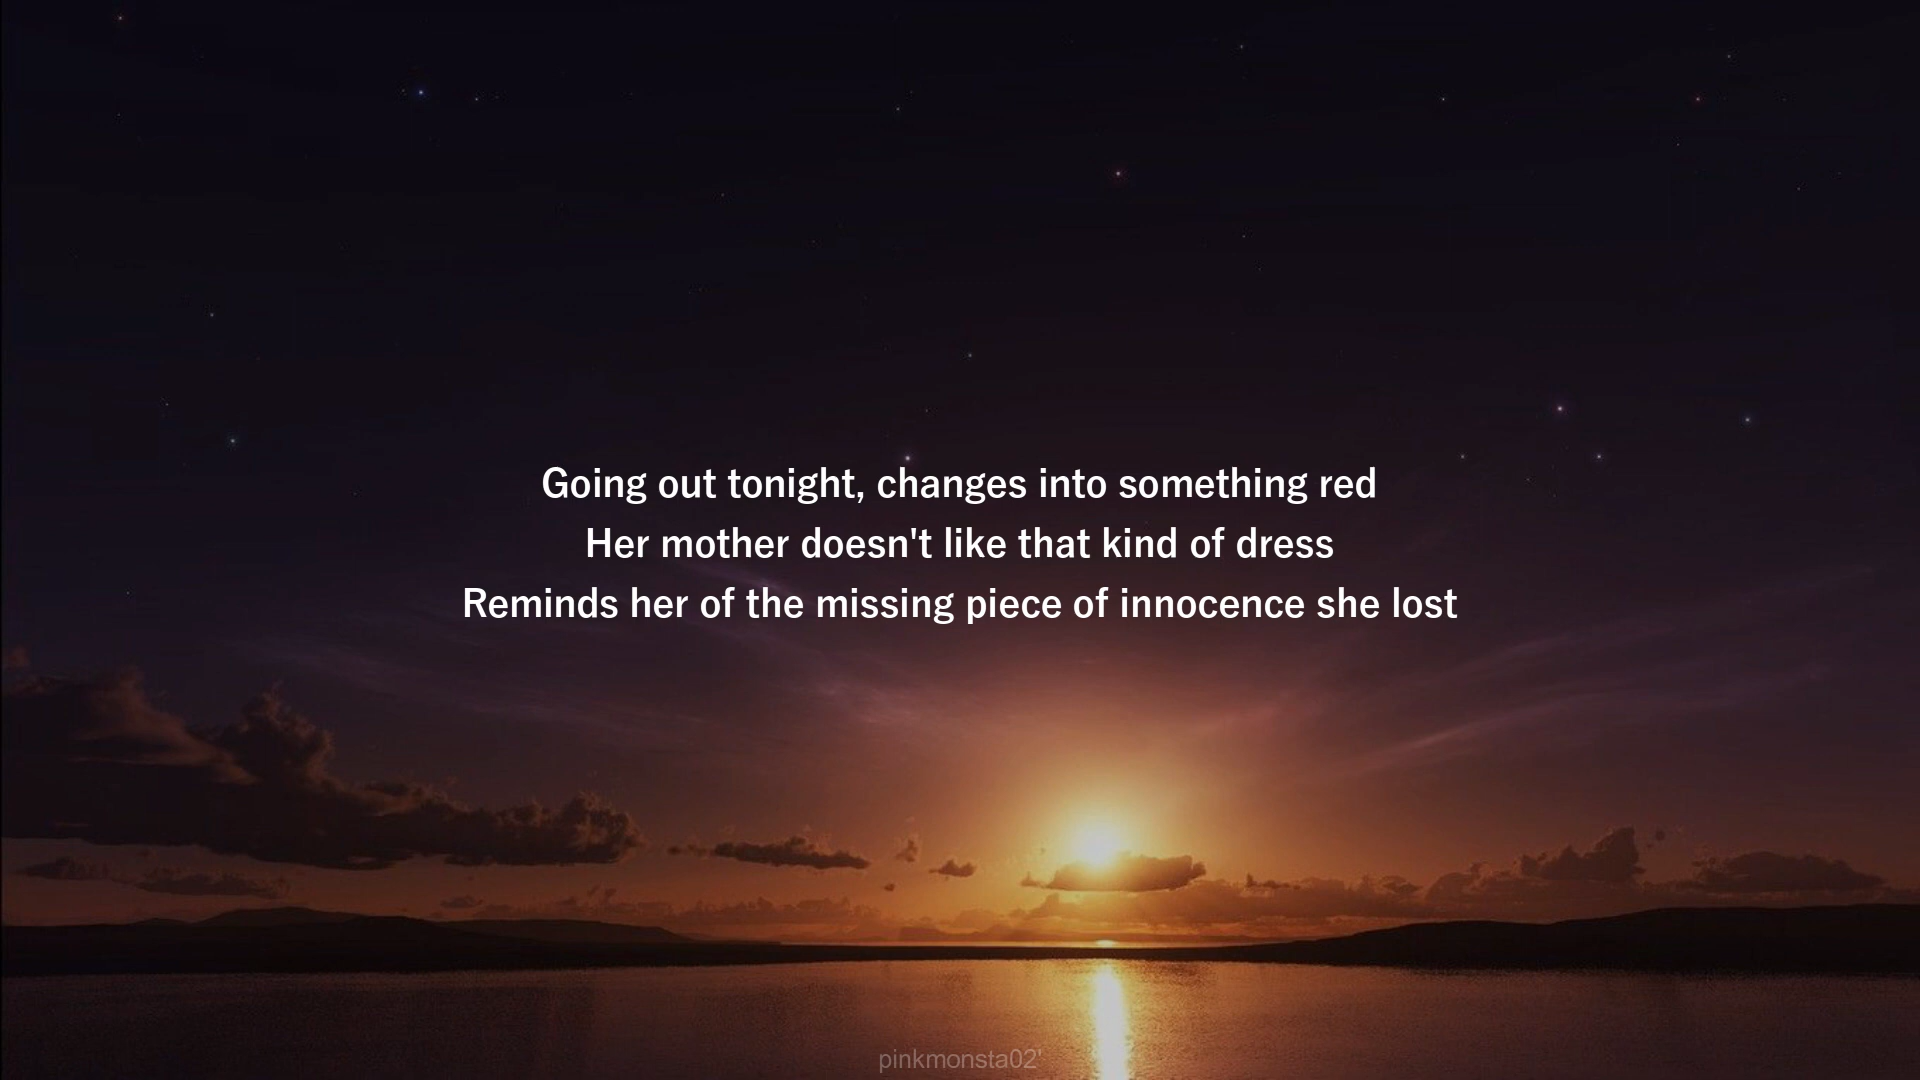 Going out tonight, changes into something red
Her mother doesn't like that kind of dress
Reminds her of the missing piece of innocence she lost
pinkmonsta02'